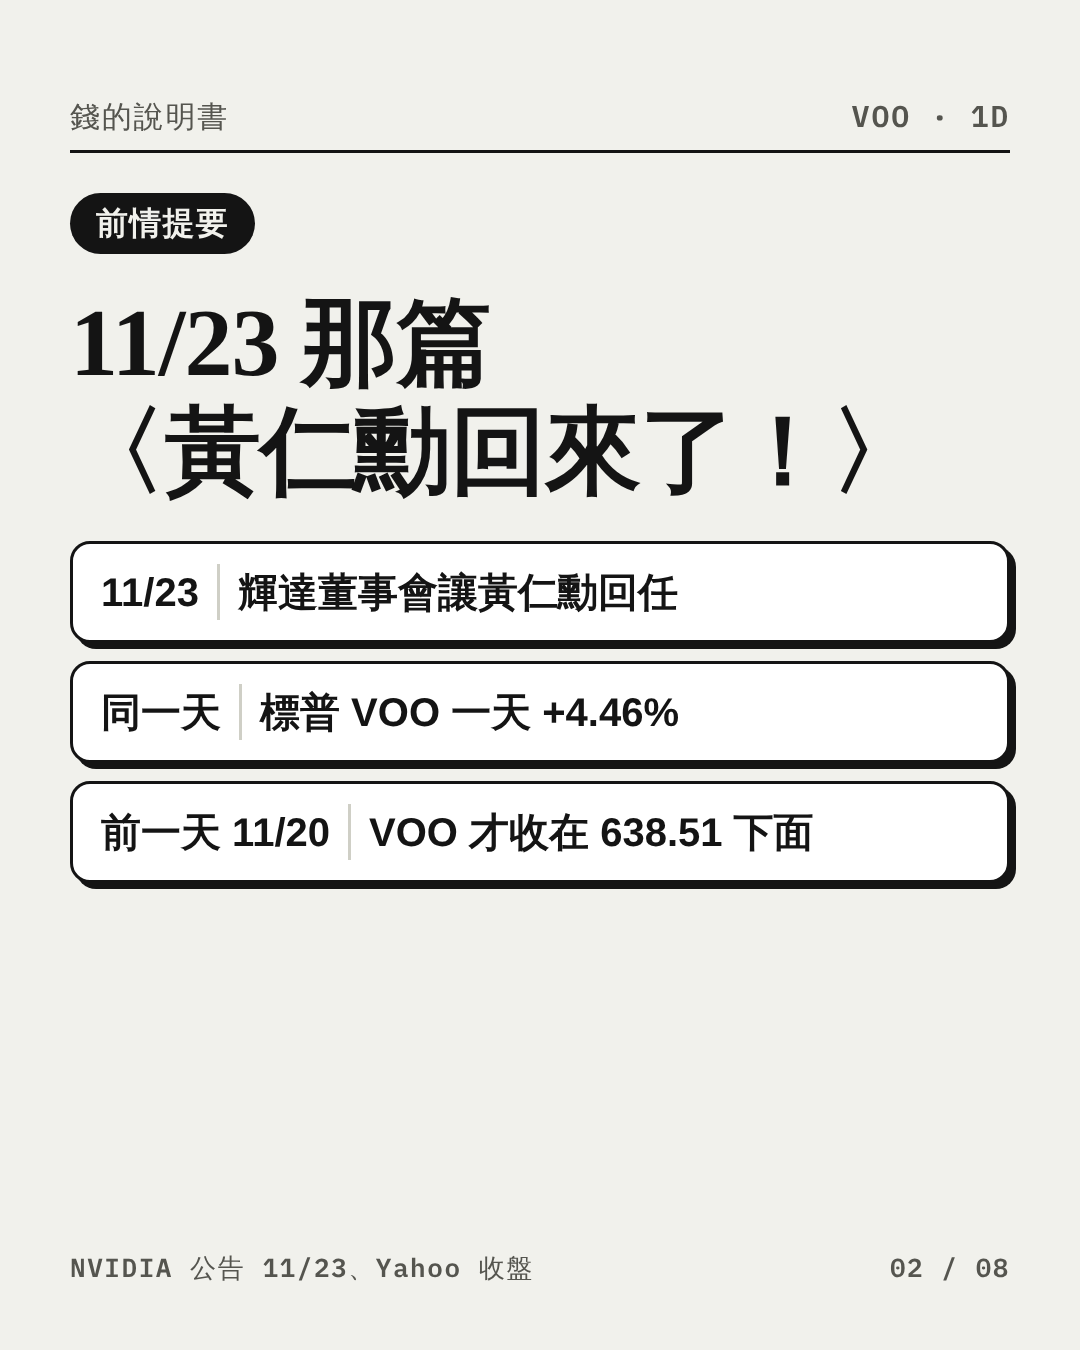 錢的說明書
VOO · 1D
前情提要
11/23 那篇
〈黃仁勳回來了！〉
11/23 輝達董事會讓黃仁勳回任
同一天 標普 VOO 一天 +4.46%
前一天 11/20 VOO 才收在 638.51 下面
NVIDIA 公告 11/23、Yahoo 收盤
02 / 08